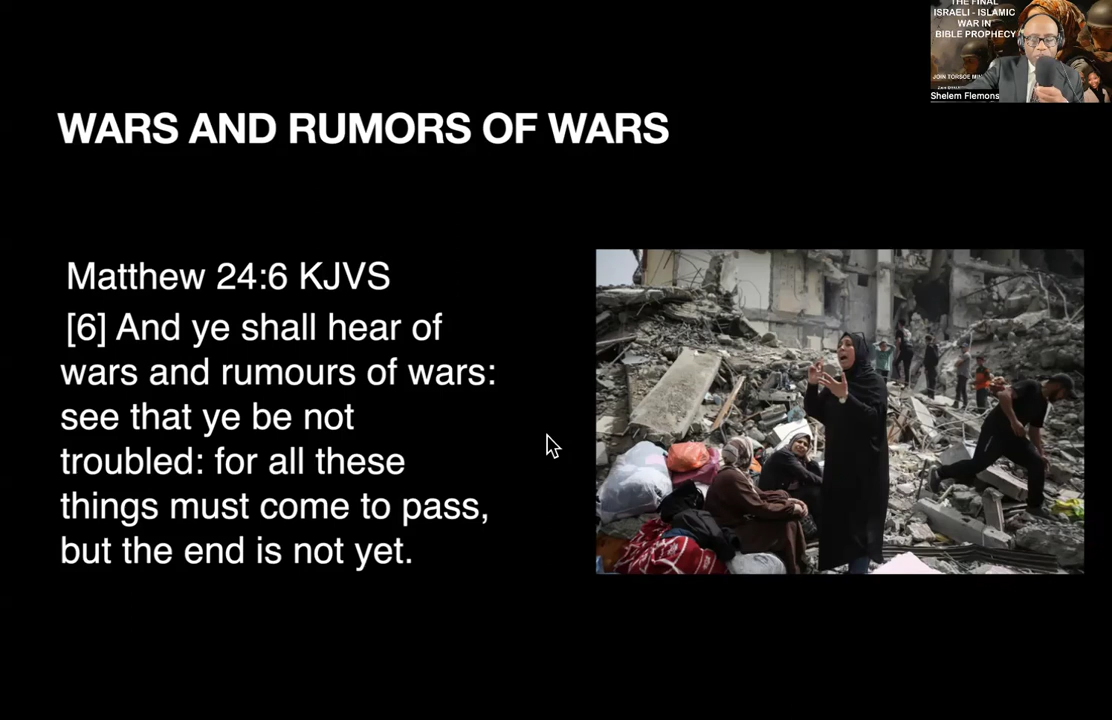 THE FINAL
ISRAELI - ISLAMIC
WAR IN
BIBLE PROPHECY
Shelem Flemons
WARS AND RUMORS OF WARS
Matthew 24:6 KJVS
[6] And ye shall hear of
wars and rumours of wars:
see that ye be not
troubled: for all these
things must come to pass,
but the end is not yet.